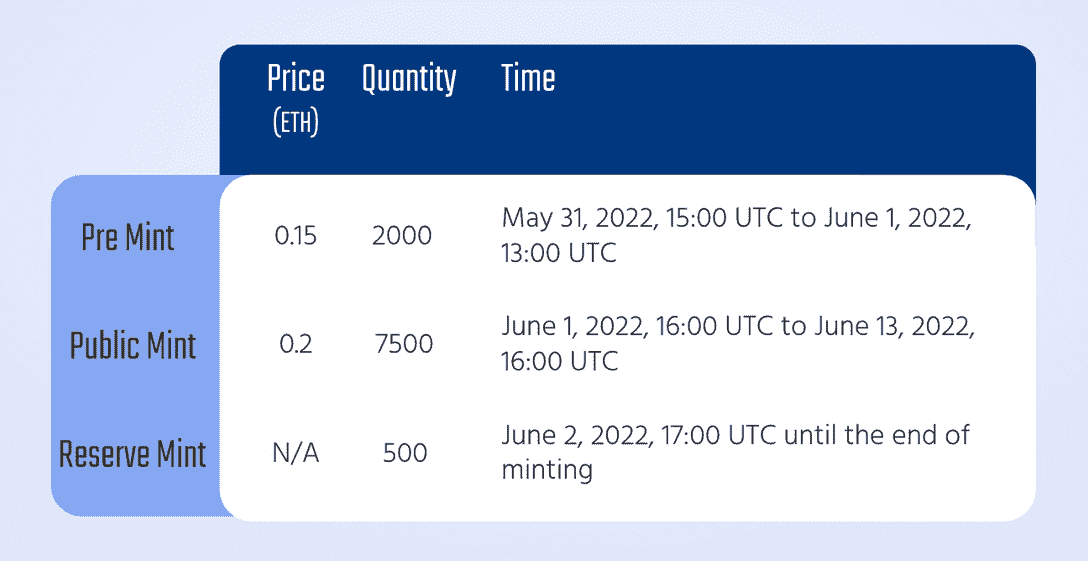 Price Quantity Time
(ETH)
Pre Mint 0.15 2000 May 31, 2022, 15:00 UTC to June 1, 2022,
13:00 UTC
Public Mint 0.2 7500 June 1, 2022, 16:00 UTC to June 13, 2022,
16:00 UTC
Reserve Mint N/A 500 June 2, 2022, 17:00 UTC until the end of
minting